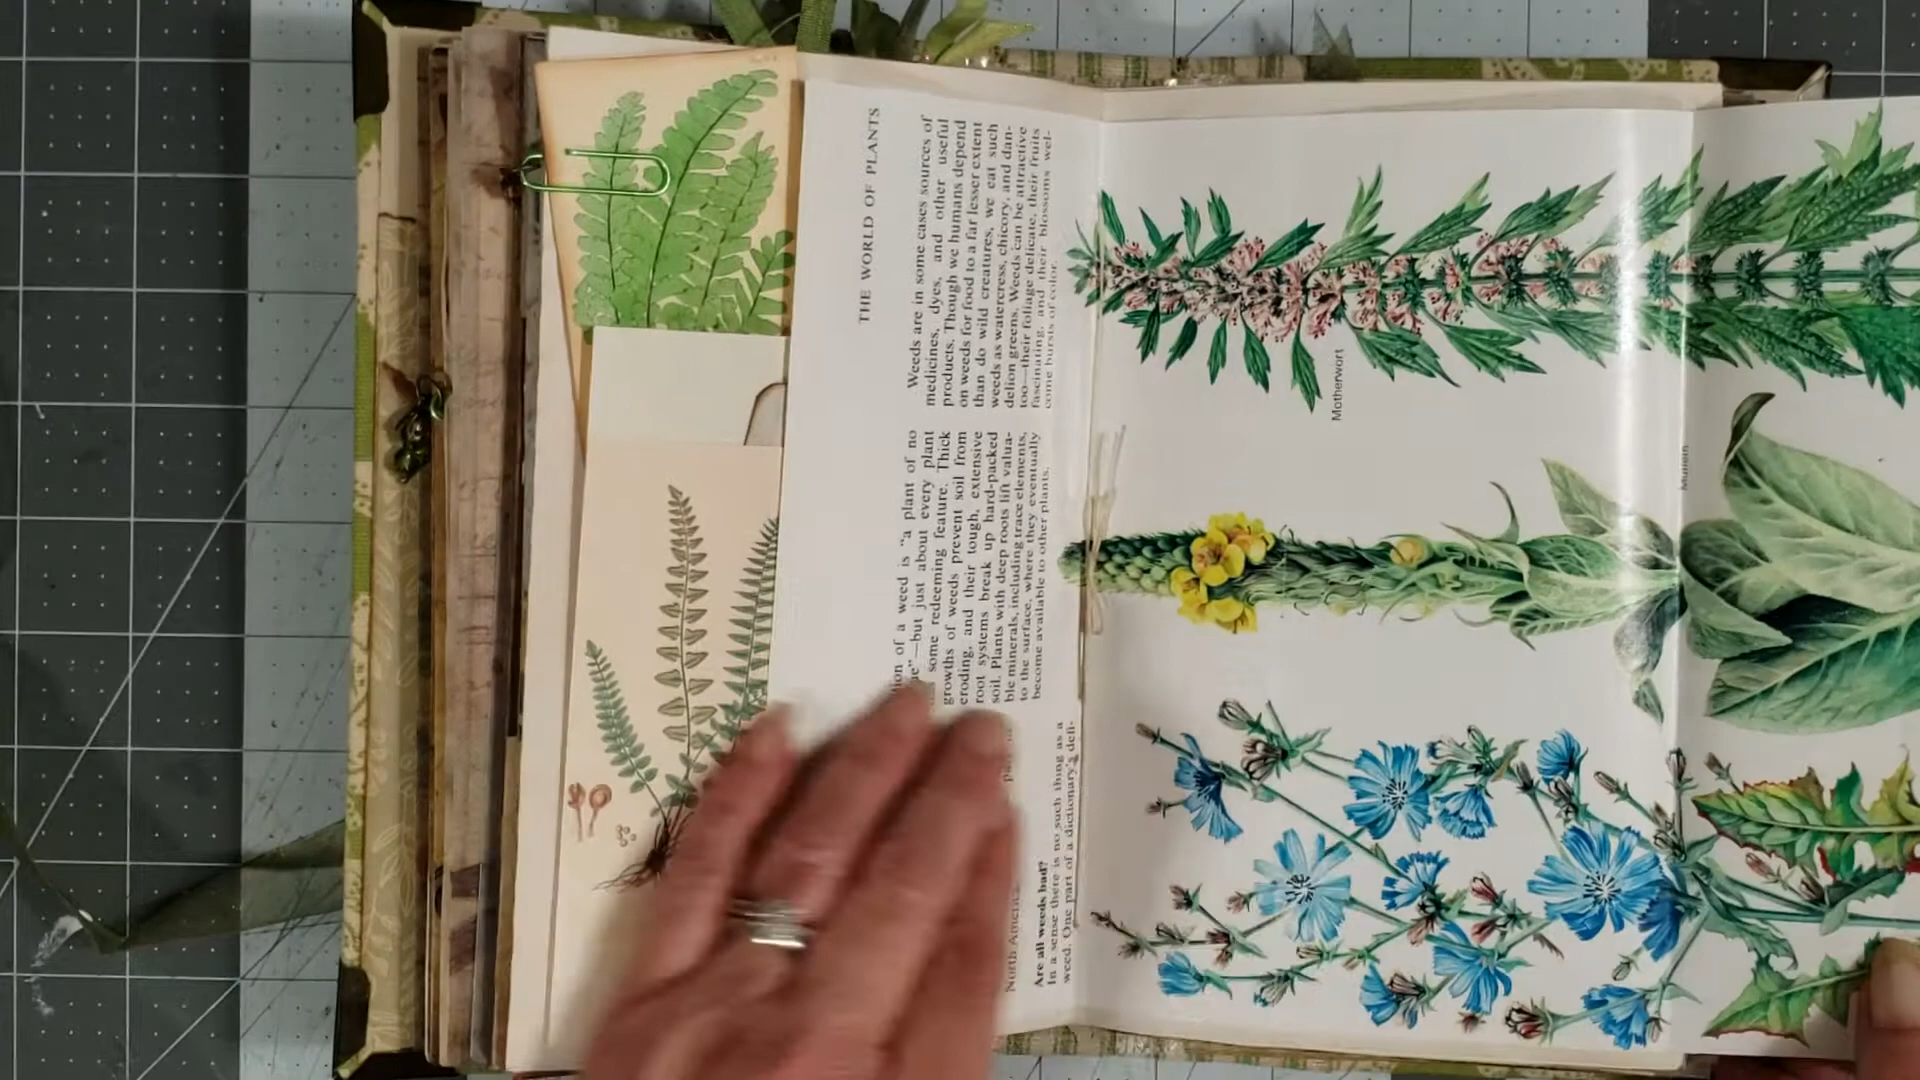 THE WORLD OF PLANTS
North America.
Are all weeds bad?
In a sense there is no such thing as a
weed. One part of a dictionary's defi-
of a weed is "a plant of no
—but just about every plant
some redeeming feature. Thick
growths of weeds prevent soil from
eroding, and their tough, extensive
root systems break up hard-packed
soil. Plants with deep roots lift valua-
ble minerals, including trace elements,
to the surface, where they eventually
become available to other plants.
Weeds are in some cases sources of
medicines, dyes, and other useful
products. Though we humans depend
on weeds for food to a far lesser extent
than do wild creatures, we eat such
weeds as watercress, chicory, and dan-
delion greens. Weeds can be attractive
too—their foliage delicate, their fruits
fascinating, and their blossoms wel-
come bursts of color.
Motherwort
Mullein